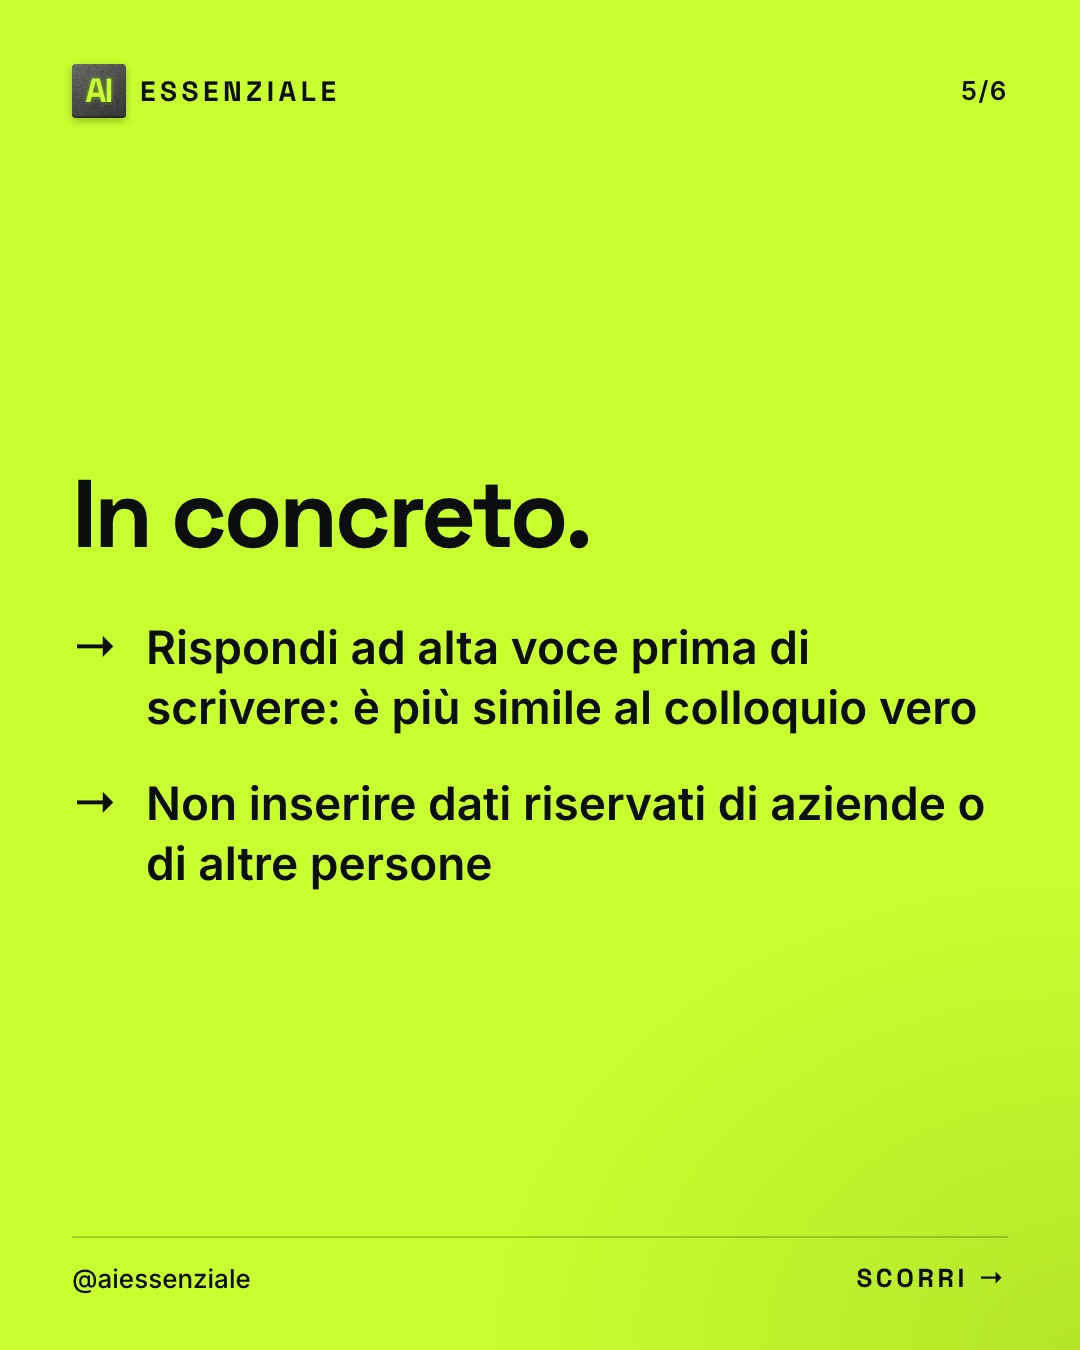 AI ESSENZIALE
5/6
In concreto.
→ Rispondi ad alta voce prima di
scrivere: è più simile al colloquio vero
→ Non inserire dati riservati di aziende o
di altre persone
@aiessenziale
SCORRI →